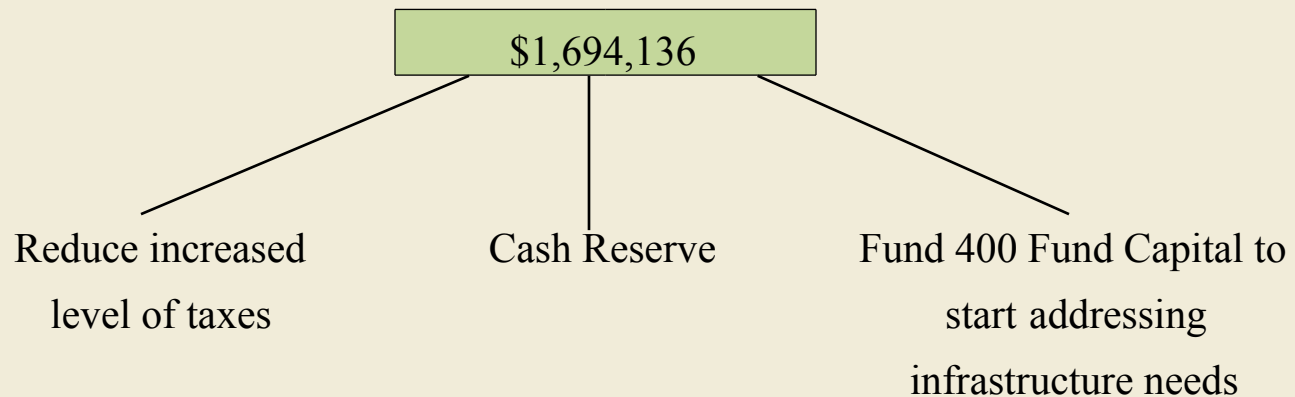 $1,694,136
Reduce increased
level of taxes
Cash Reserve
Fund 400 Fund Capital to
start addressing
infrastructure needs